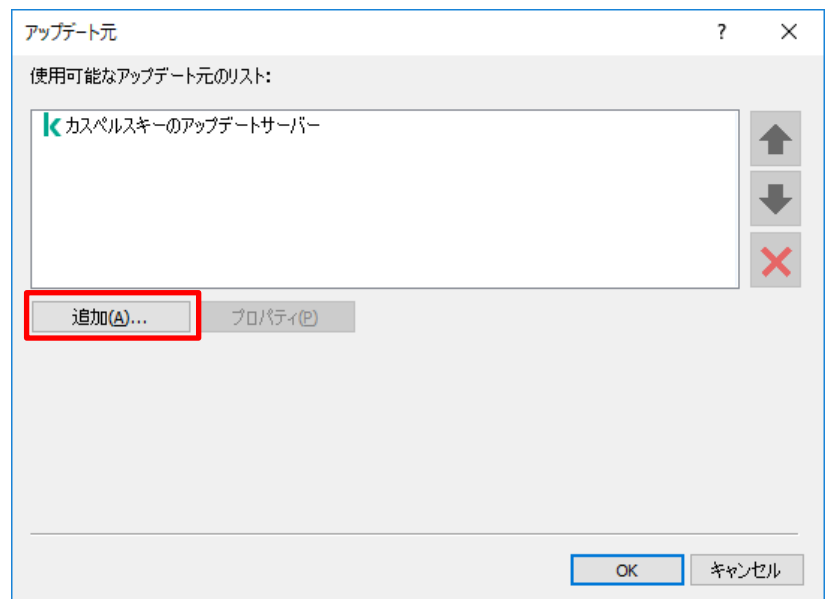 アップデート元
?
使用可能なアップデート元のリスト:
カスペルスキーのアップデートサーバー
追加(A)... プロパティ(P)
OK キャンセル